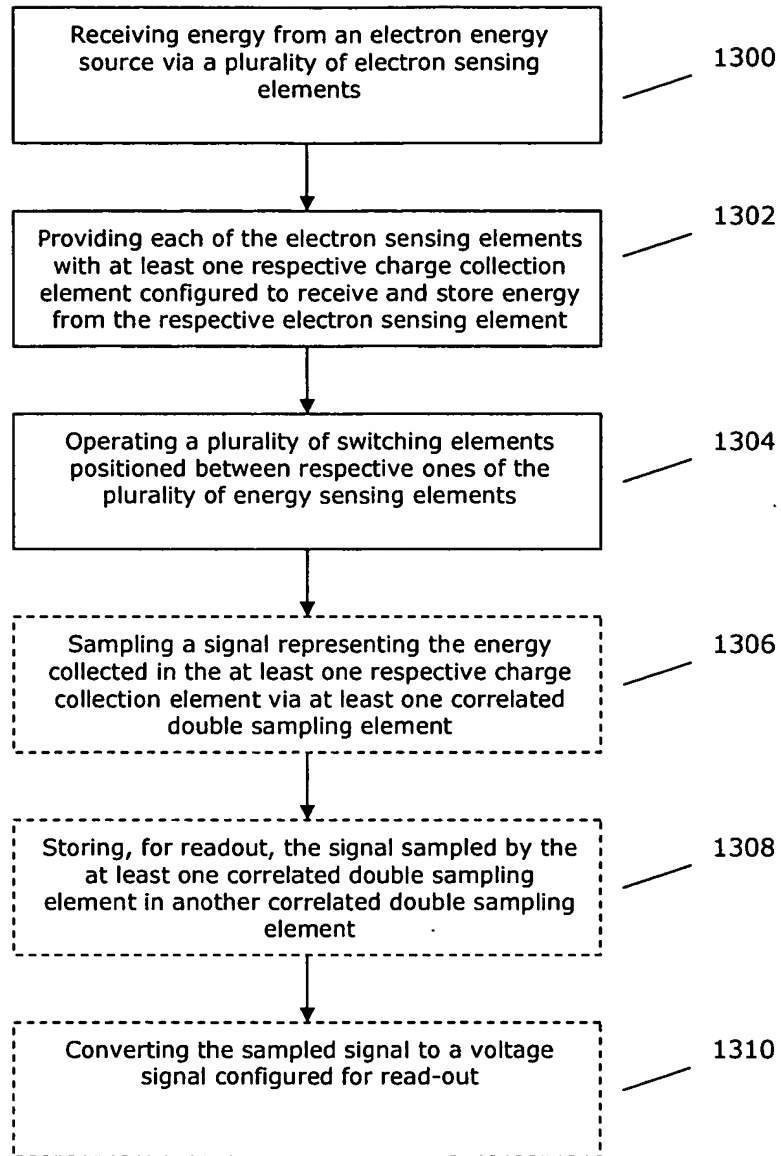 Receiving energy from an electron energy
source via a plurality of electron sensing
elements
1300
Providing each of the electron sensing elements
with at least one respective charge collection
element configured to receive and store energy
from the respective electron sensing element
1302
Operating a plurality of switching elements
positioned between respective ones of the
plurality of energy sensing elements
1304
Sampling a signal representing the energy
collected in the at least one respective charge
collection element via at least one correlated
double sampling element
1306
Storing, for readout, the signal sampled by the
at least one correlated double sampling
element in another correlated double sampling
element
1308
Converting the sampled signal to a voltage
signal configured for read-out
1310